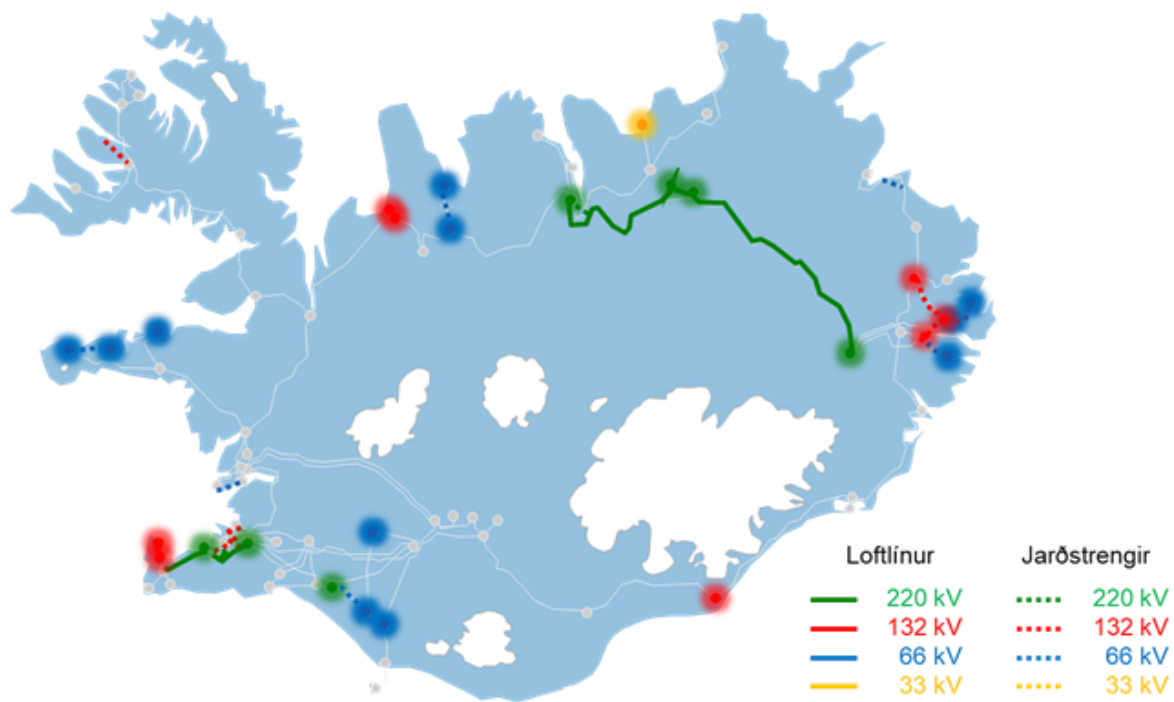 Loftlínur Jarðstrengir
220 kV 220 kV
132 kV 132 kV
66 kV 66 kV
33 kV 33 kV